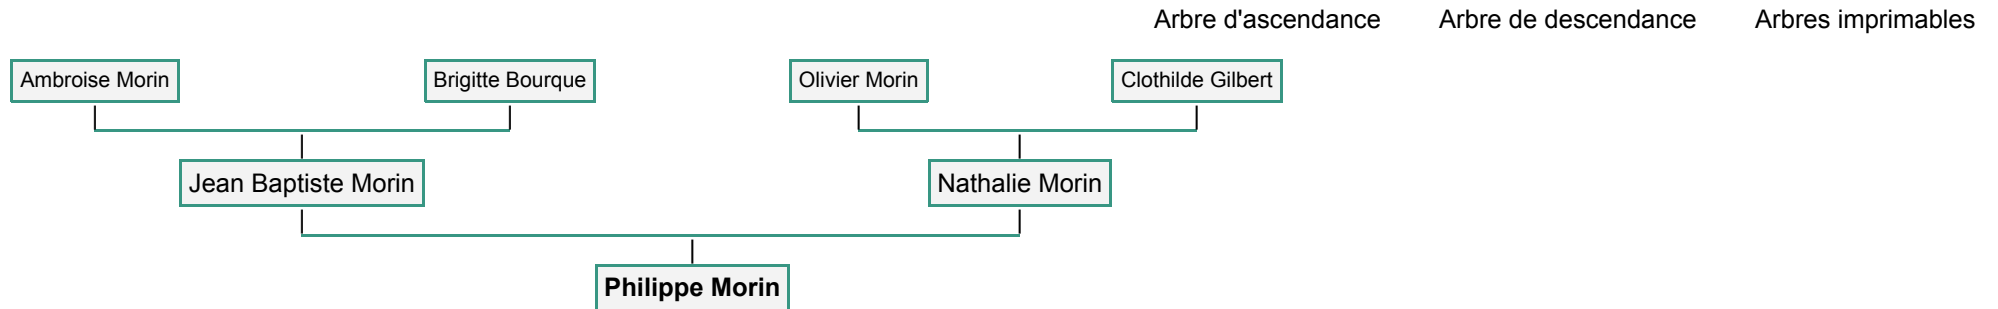 Arbre d'ascendance Arbre de descendance Arbres imprimables
Ambroise Morin Brigitte Bourque Olivier Morin Clothilde Gilbert
Jean Baptiste Morin Nathalie Morin
Philippe Morin